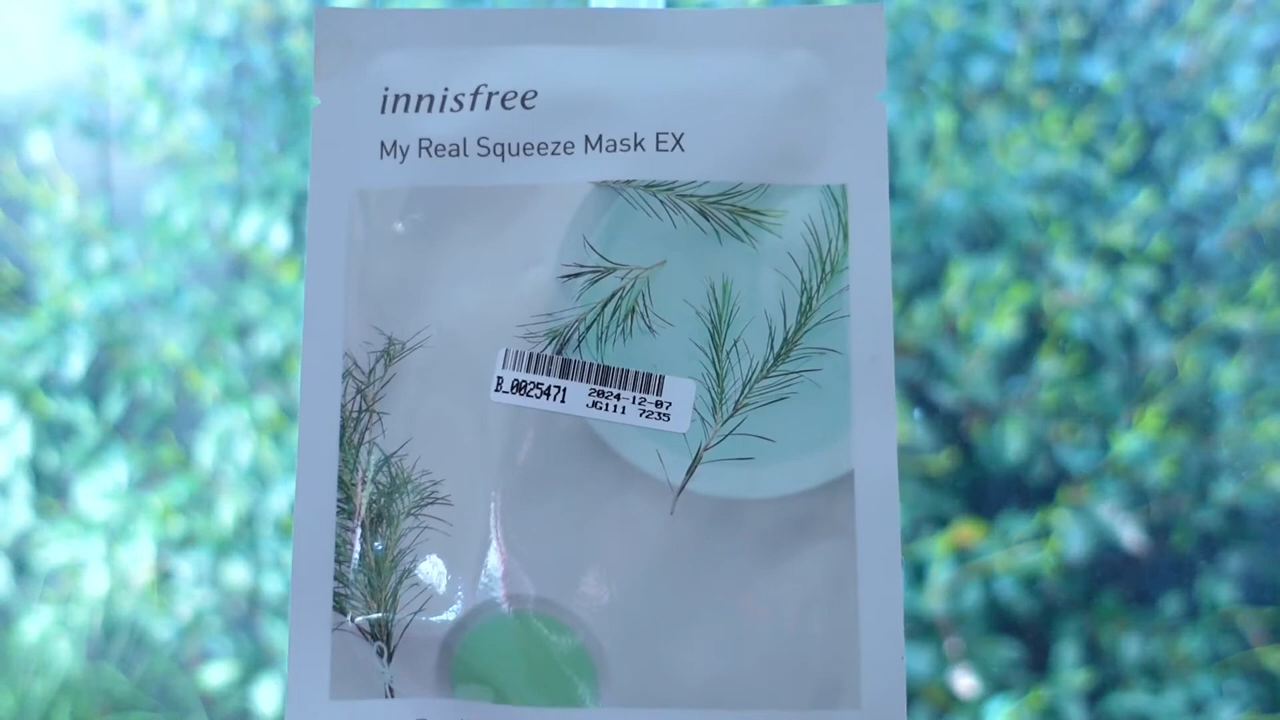 innisfree
My Real Squeeze Mask EX
B_0025471
2024-12-07
JG111 7235